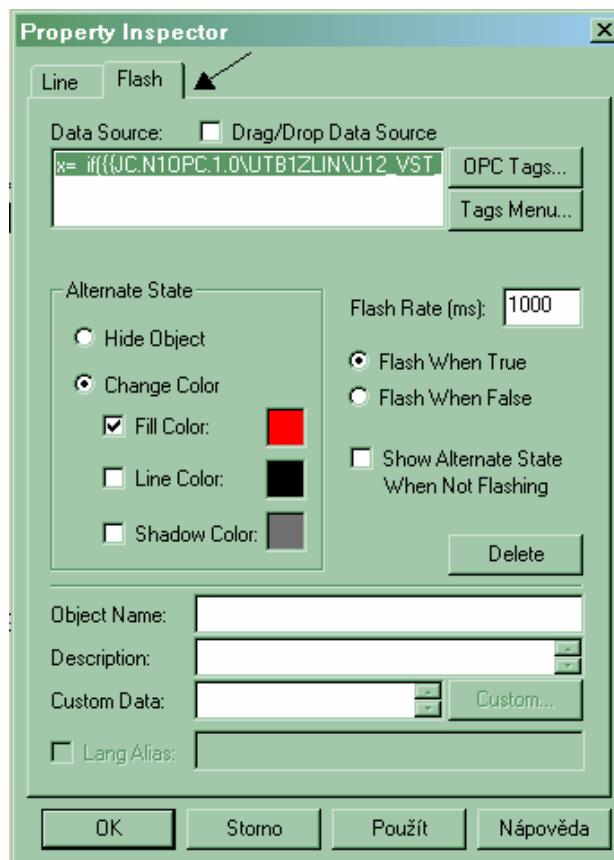 Property Inspector
Line Flash
Data Source: Drag/Drop Data Source
x= if({{JC.N1OPC.1.0\UTB1ZLIN\U12_VST_
OPC Tags...
Tags Menu...
Alternate State
Hide Object
Change Color
Fill Color:
Line Color:
Shadow Color:
Flash Rate (ms): 1000
Flash When True
Flash When False
Show Alternate State
When Not Flashing
Delete
Object Name:
Description:
Custom Data: Custom...
Lang Alias:
OK Storno Použít Nápověda